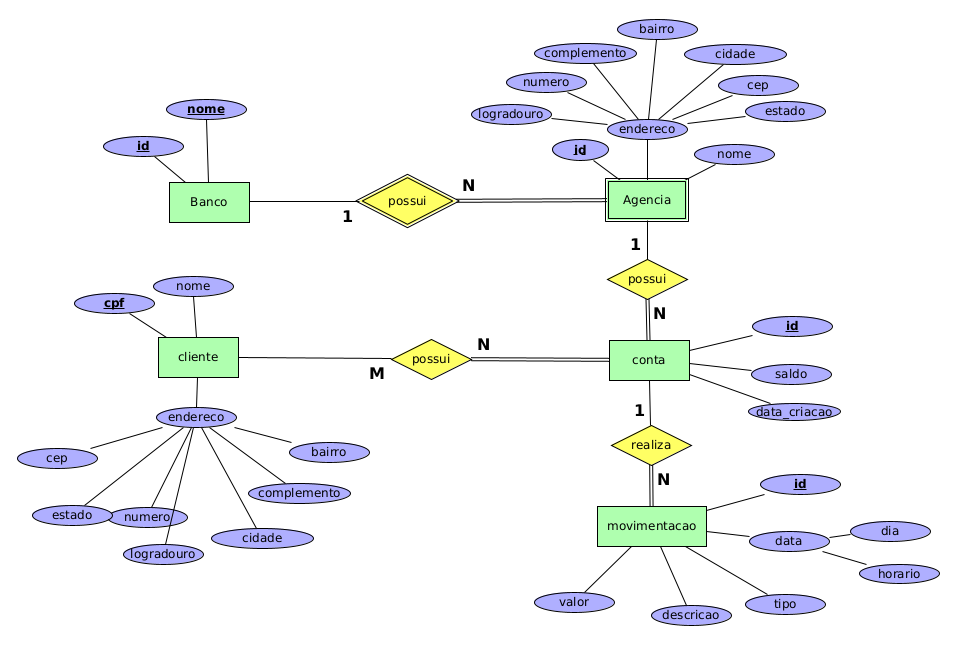 bairro
complemento
cidade
numero
cep
logradouro
estado
endereco
nome
id
id
nome
Banco
1
possui
N
Agencia
1
possui
N
nome
cpf
cliente
M
possui
N
conta
id
saldo
data_criacao
endereco
cep
estado
numero
logradouro
cidade
complemento
bairro
1
realiza
N
movimentacao
id
data
dia
horario
valor
descricao
tipo